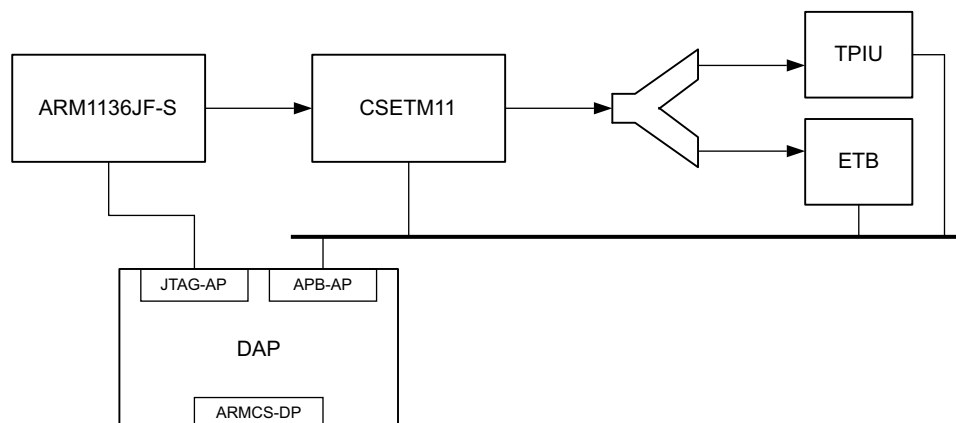 TPIU
ARM1136JF-S
CSETM11
ETB
JTAG-AP
APB-AP
DAP
ARMCS-DP